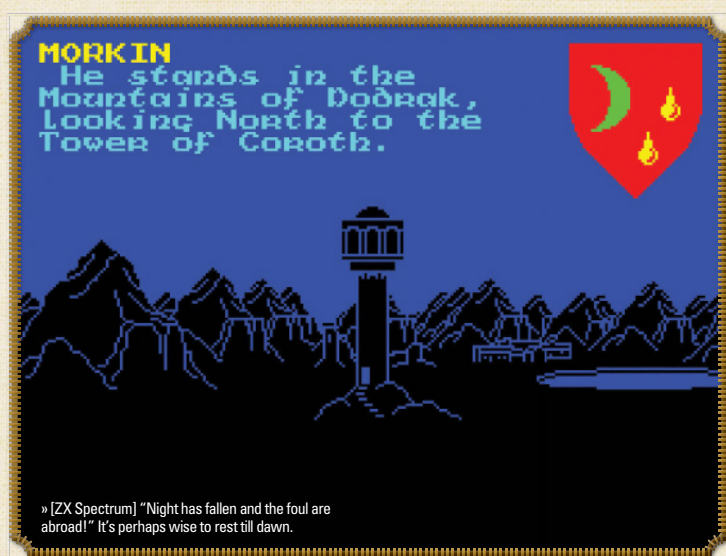 MORKIN
He stands in the
Mountains of Dodrak,
looking North to the
Tower of Coroth.
» [ZX Spectrum] “Night has fallen and the foul are
abroad!” It’s perhaps wise to rest till dawn.